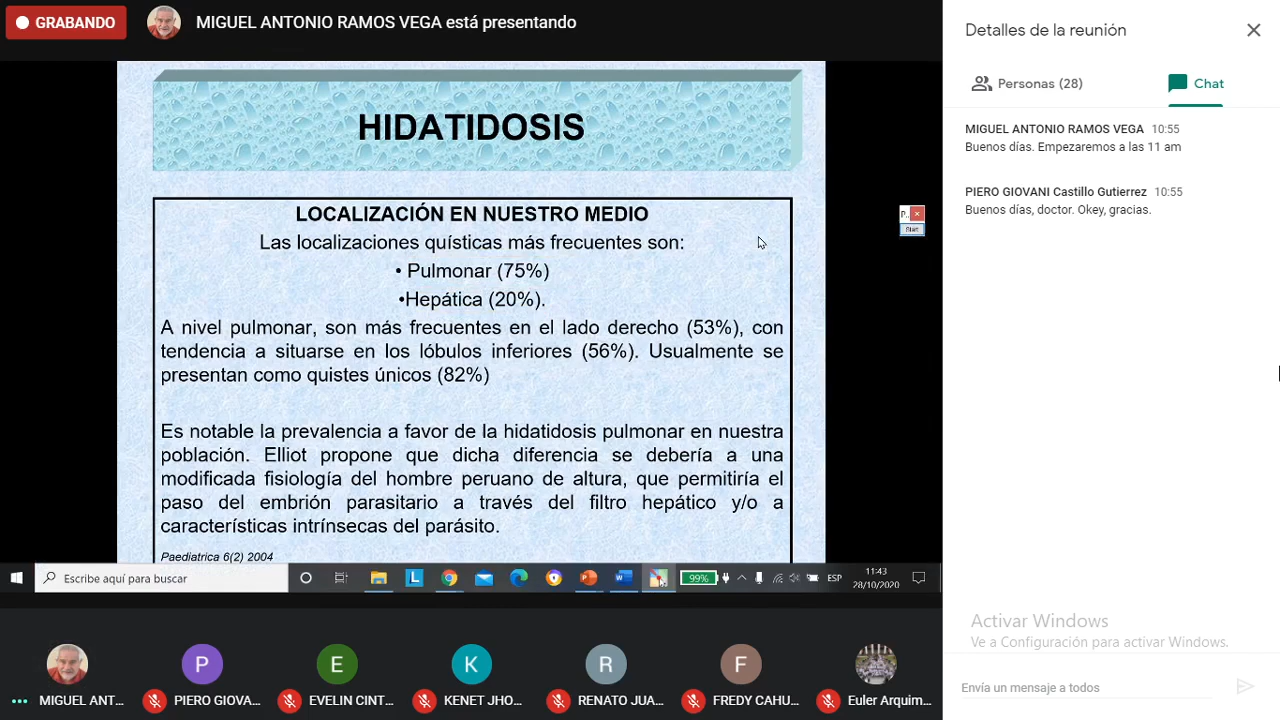 GRABANDO
MIGUEL ANTONIO RAMOS VEGA está presentando
HIDATIDOSIS
LOCALIZACIÓN EN NUESTRO MEDIO
Las localizaciones quísticas más frecuentes son:
• Pulmonar (75%)
•Hepática (20%).
A nivel pulmonar, son más frecuentes en el lado derecho (53%), con
tendencia a situarse en los lóbulos inferiores (56%). Usualmente se
presentan como quistes únicos (82%)
Es notable la prevalencia a favor de la hidatidosis pulmonar en nuestra
población. Elliot propone que dicha diferencia se debería a una
modificada fisiología del hombre peruano de altura, que permitiría el
paso del embrión parasitario a través del filtro hepático y/o a
características intrínsecas del parásito.
Paediatrica 6(2) 2004
P..
Start
Escribe aquí para buscar
L
99%
ESP
11:43
28/10/2020
MIGUEL ANT...
P
PIERO GIOVA...
E
EVELIN CINT...
K
KENET JHO...
R
RENATO JUA...
F
FREDY CAHU...
Euler Arquim...
Detalles de la reunión
Personas (28)
Chat
MIGUEL ANTONIO RAMOS VEGA 10:55
Buenos días. Empezaremos a las 11 am
PIERO GIOVANI Castillo Gutierrez 10:55
Buenos días, doctor. Okey, gracias.
Activar Windows
Ve a Configuración para activar Windows.
Envía un mensaje a todos